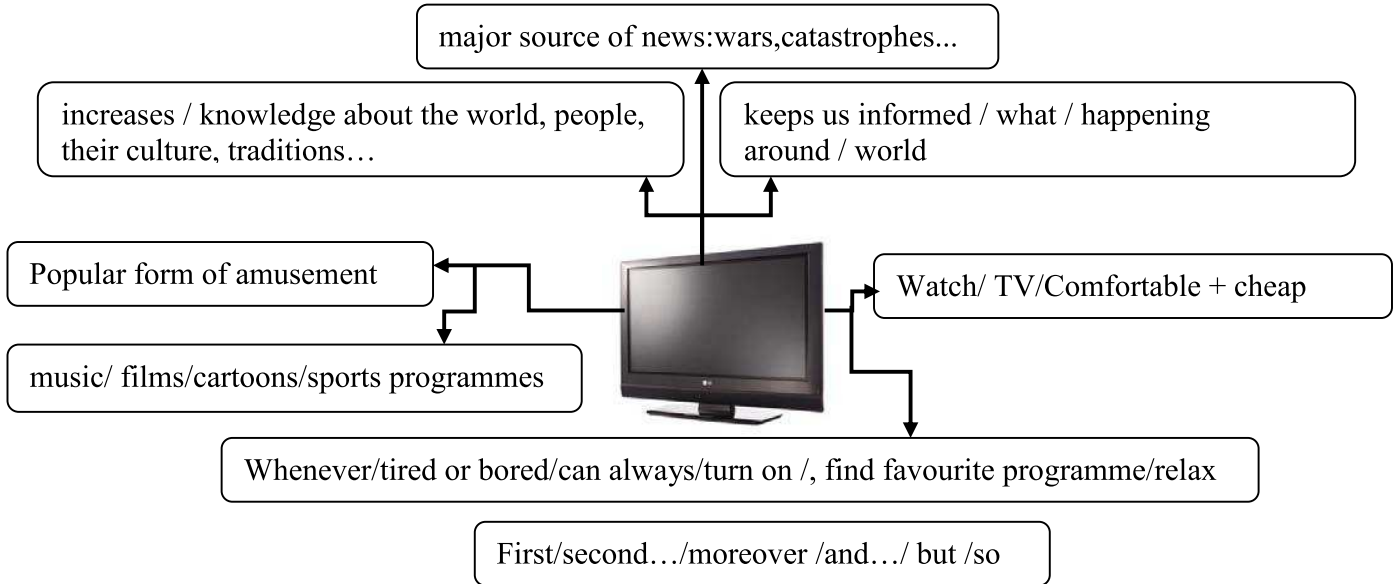 major source of news:wars,catastrophes...
increases / knowledge about the world, people,
their culture, traditions…
keeps us informed / what / happening
around / world
Popular form of amusement
Watch/ TV/Comfortable + cheap
music/ films/cartoons/sports programmes
LG
Whenever/tired or bored/can always/turn on /, find favourite programme/relax
First/second…/moreover /and…/ but /so